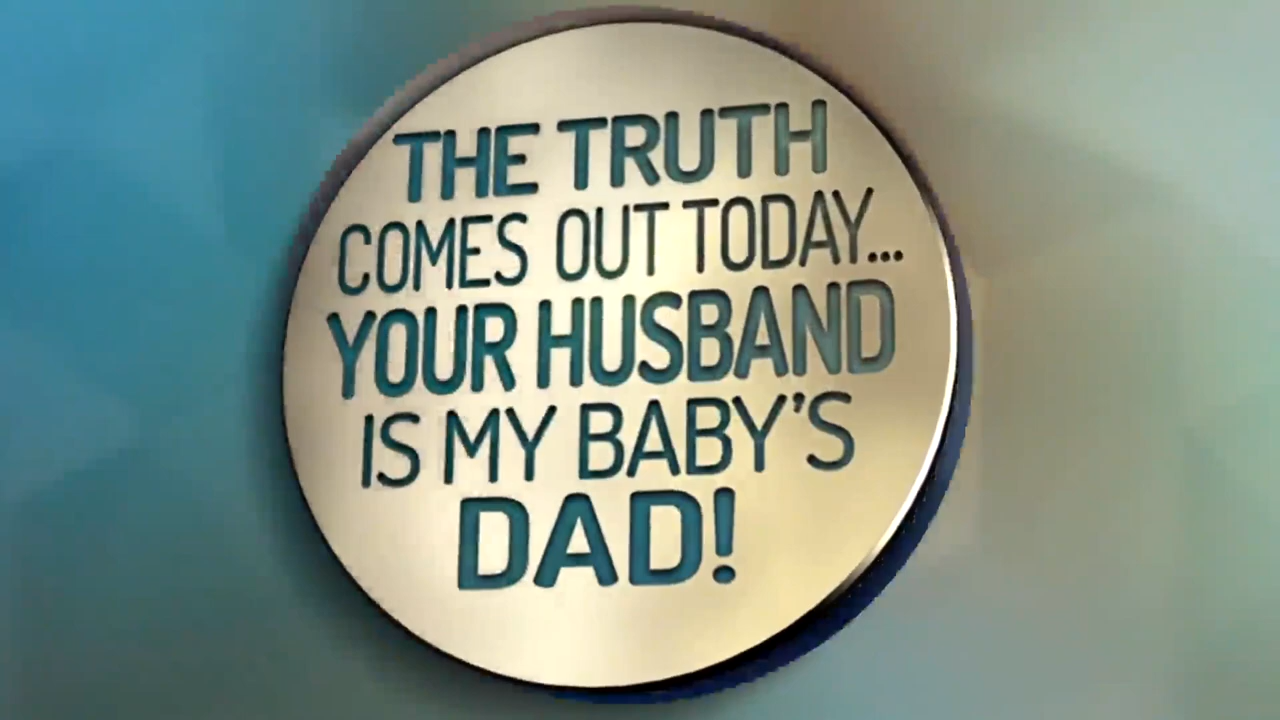 THE TRUTH
COMES OUT TODAY...
YOUR HUSBAND
IS MY BABY'S
DAD!